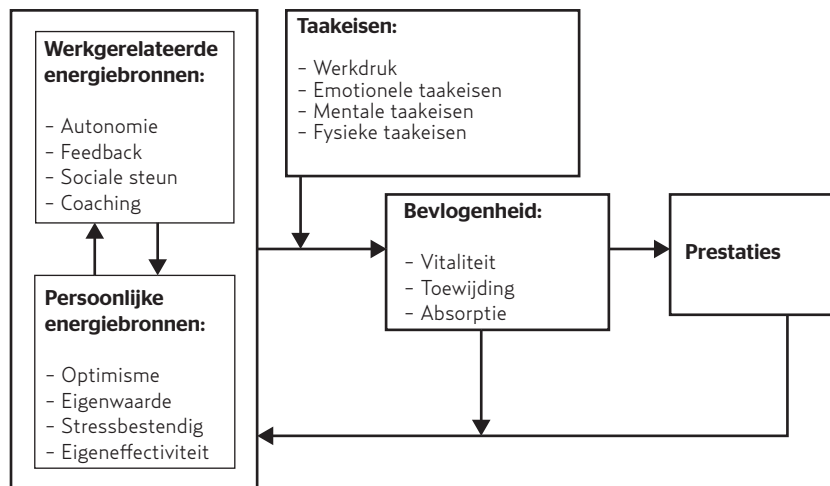 Werkgerelateerde
energiebronnen:
– Autonomie
– Feedback
– Sociale steun
– Coaching
Persoonlijke
energiebronnen:
– Optimisme
– Eigenwaarde
– Stressbestendig
– Eigeneffectiviteit
Taakeisen:
– Werkdruk
– Emotionele taakeisen
– Mentale taakeisen
– Fysieke taakeisen
Bevlogenheid:
– Vitaliteit
– Toewijding
– Absorptie
Prestaties